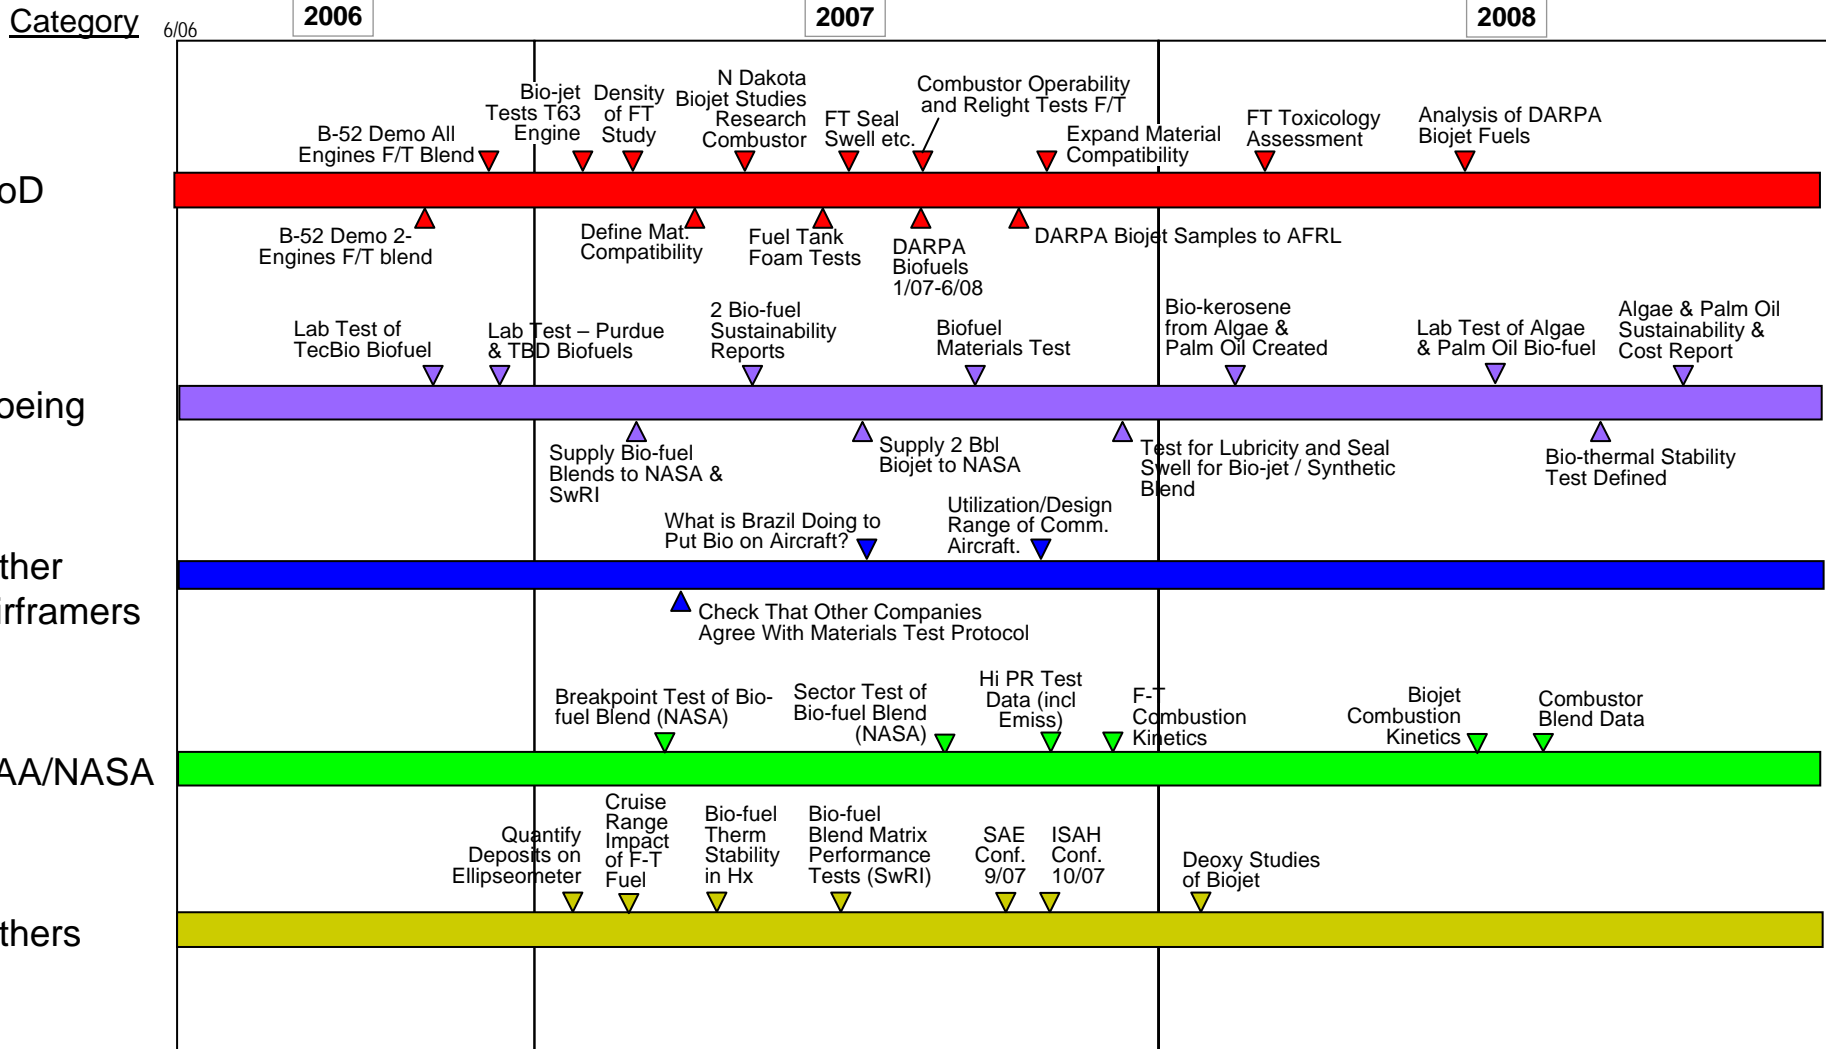 Category
6/06
2006
2007
2008
oD
B-52 Demo All
Engines F/T Blend
Bio-jet
Tests T63
Engine
Density
of FT
Study
N Dakota
Biojet Studies
Research
Combustor
FT Seal
Swell etc.
Combustor Operability
and Relight Tests F/T
Expand Material
Compatibility
FT Toxicology
Assessment
Analysis of DARPA
Biojet Fuels
B-52 Demo 2-
Engines F/T blend
Define Mat.
Compatibility
Fuel Tank
Foam Tests
DARPA
Biofuels
1/07-6/08
DARPA Biojet Samples to AFRL
oeing
Lab Test of
TecBio Biofuel
Lab Test – Purdue
& TBD Biofuels
2 Bio-fuel
Sustainability
Reports
Biofuel
Materials Test
Bio-kerosene
from Algae &
Palm Oil Created
Lab Test of Algae
& Palm Oil Bio-fuel
Algae & Palm Oil
Sustainability &
Cost Report
Supply Bio-fuel
Blends to NASA &
SwRI
Supply 2 Bbl
Biojet to NASA
Test for Lubricity and Seal
Swell for Bio-jet / Synthetic
Blend
Bio-thermal Stability
Test Defined
ther
irframers
What is Brazil Doing to
Put Bio on Aircraft?
Utilization/Design
Range of Comm.
Aircraft.
Check That Other Companies
Agree With Materials Test Protocol
AA/NASA
Breakpoint Test of Bio-
fuel Blend (NASA)
Sector Test of
Bio-fuel Blend
(NASA)
Hi PR Test
Data (incl
Emiss)
F-T
Combustion
Kinetics
Biojet
Combustion
Kinetics
Combustor
Blend Data
thers
Quantify
Deposits on
Ellipseometer
Cruise
Range
Impact
of F-T
Fuel
Bio-fuel
Therm
Stability
in Hx
Bio-fuel
Blend Matrix
Performance
Tests (SwRI)
SAE
Conf.
9/07
ISAH
Conf.
10/07
Deoxy Studies
of Biojet